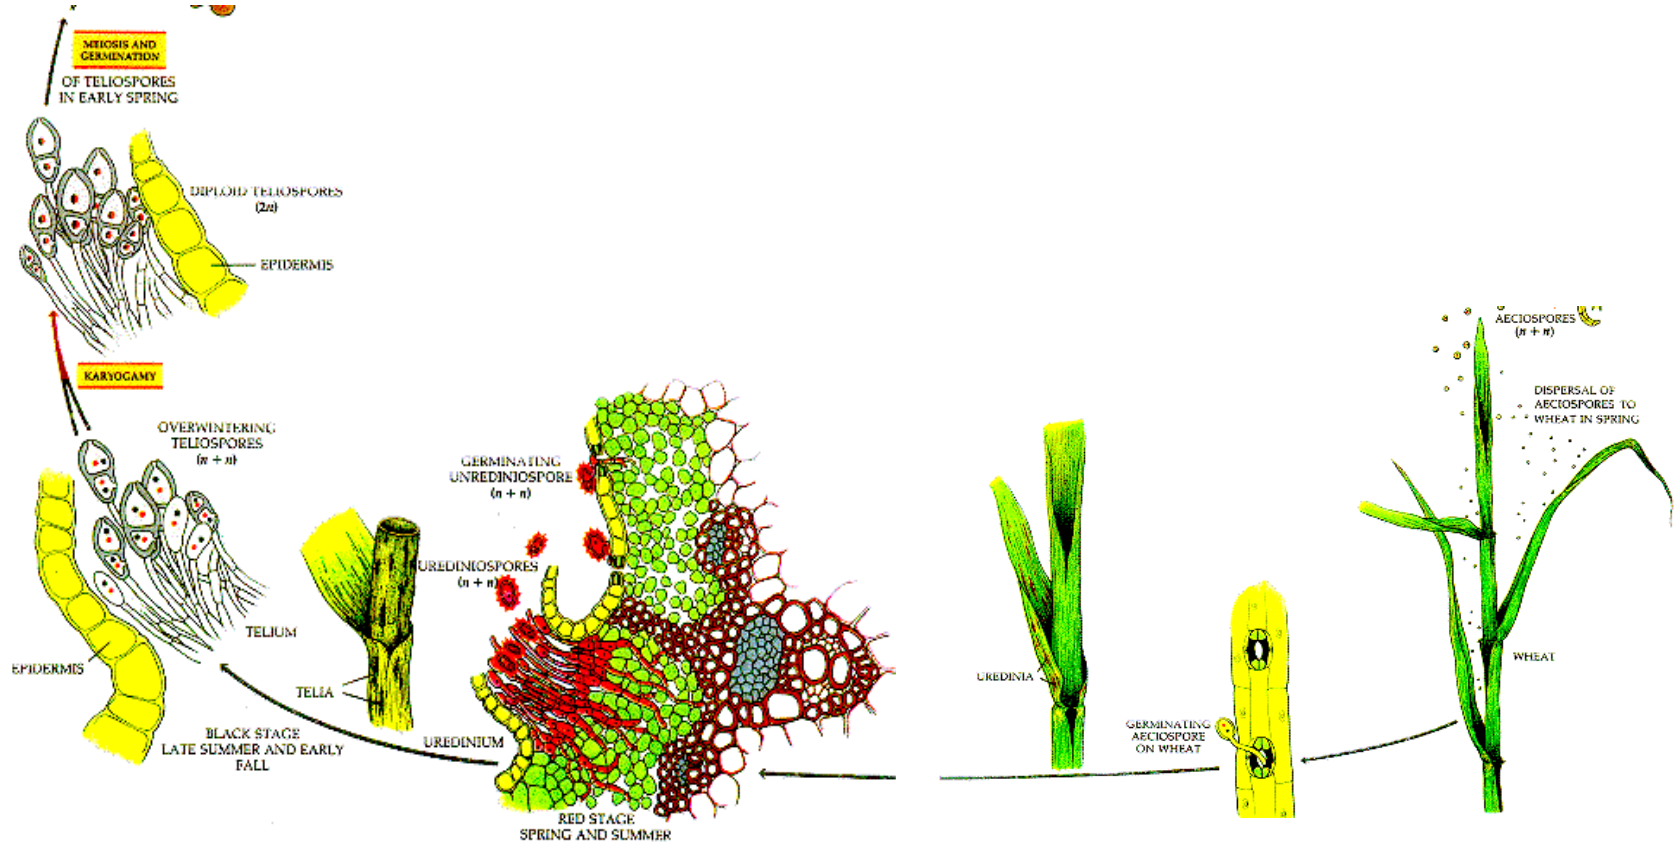 MEIOSIS AND
GERMINATION
OF TELIOSPORES
IN EARLY SPRING
DIPLOID TELIOSPORES
(2n)
EPIDERMIS
KARYOGAMY
OVERWINTERING
TELIOSPORES
(n + n)
EPIDERMIS
TELIUM
TELIA
BLACK STAGE
LATE SUMMER AND EARLY
FALL
GERMINATING
UNREDINIOSPORE
(n + n)
UREDINIOSPORES
(n + n)
UREDINIUM
RED STAGE
SPRING AND SUMMER
UREDINIA
GERMINATING
AECIOSPORE
ON WHEAT
AECIOSPORES
(n + n)
DISPERSAL OF
AECIOSPORES TO
WHEAT IN SPRING
WHEAT